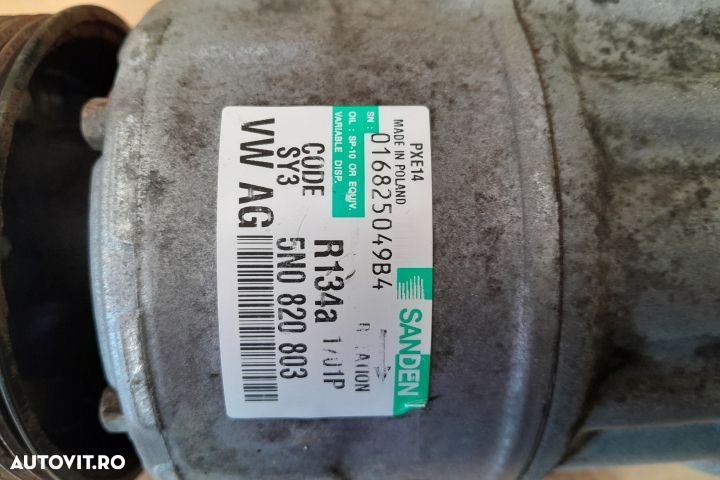 SANDEN
PXE14
MADE IN POLAND
SN: 016825049B4
OIL : SP-10 OR EQUIV.
VARIABLE DISP.
R134a
CODE
SY3
5N0 820 803
VW AG
AUTOVIT.RO